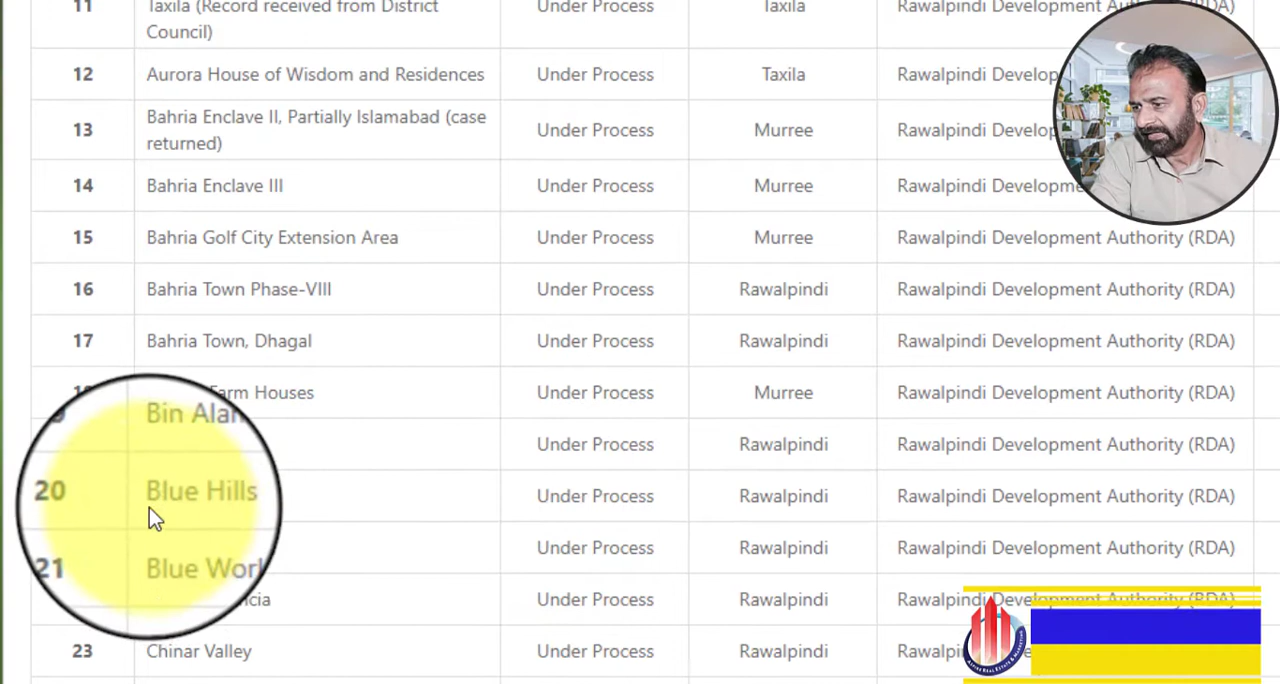 11 Taxila (Record received from District Under Process Taxila Rawalpindi Development Authority (RDA)
Council)
12 Aurora House of Wisdom and Residences Under Process Taxila Rawalpindi
13 Bahria Enclave II, Partially Islamabad (case Under Process Murree Rawalpindi
returned)
14 Bahria Enclave III Under Process Murree Rawalpindi
15 Bahria Golf City Extension Area Under Process Murree Rawalpindi Development Authority (RDA)
16 Bahria Town Phase-VIII Under Process Rawalpindi Rawalpindi Development Authority (RDA)
17 Bahria Town, Dhagal Under Process Rawalpindi Rawalpindi Development Authority (RDA)
Farm Houses Under Process Murree Rawalpindi Development Authority (RDA)
Bin Under Process Rawalpindi Rawalpindi Development Authority (RDA)
20 Blue Hills Under Process Rawalpindi Rawalpindi Development Authority (RDA)
21 Blue Under Process Rawalpindi Rawalpindi Development Authority (RDA)
Under Process Rawalpindi Rawalpindi Development Authority (RDA)
23 Chinar Valley Under Process Rawalpindi